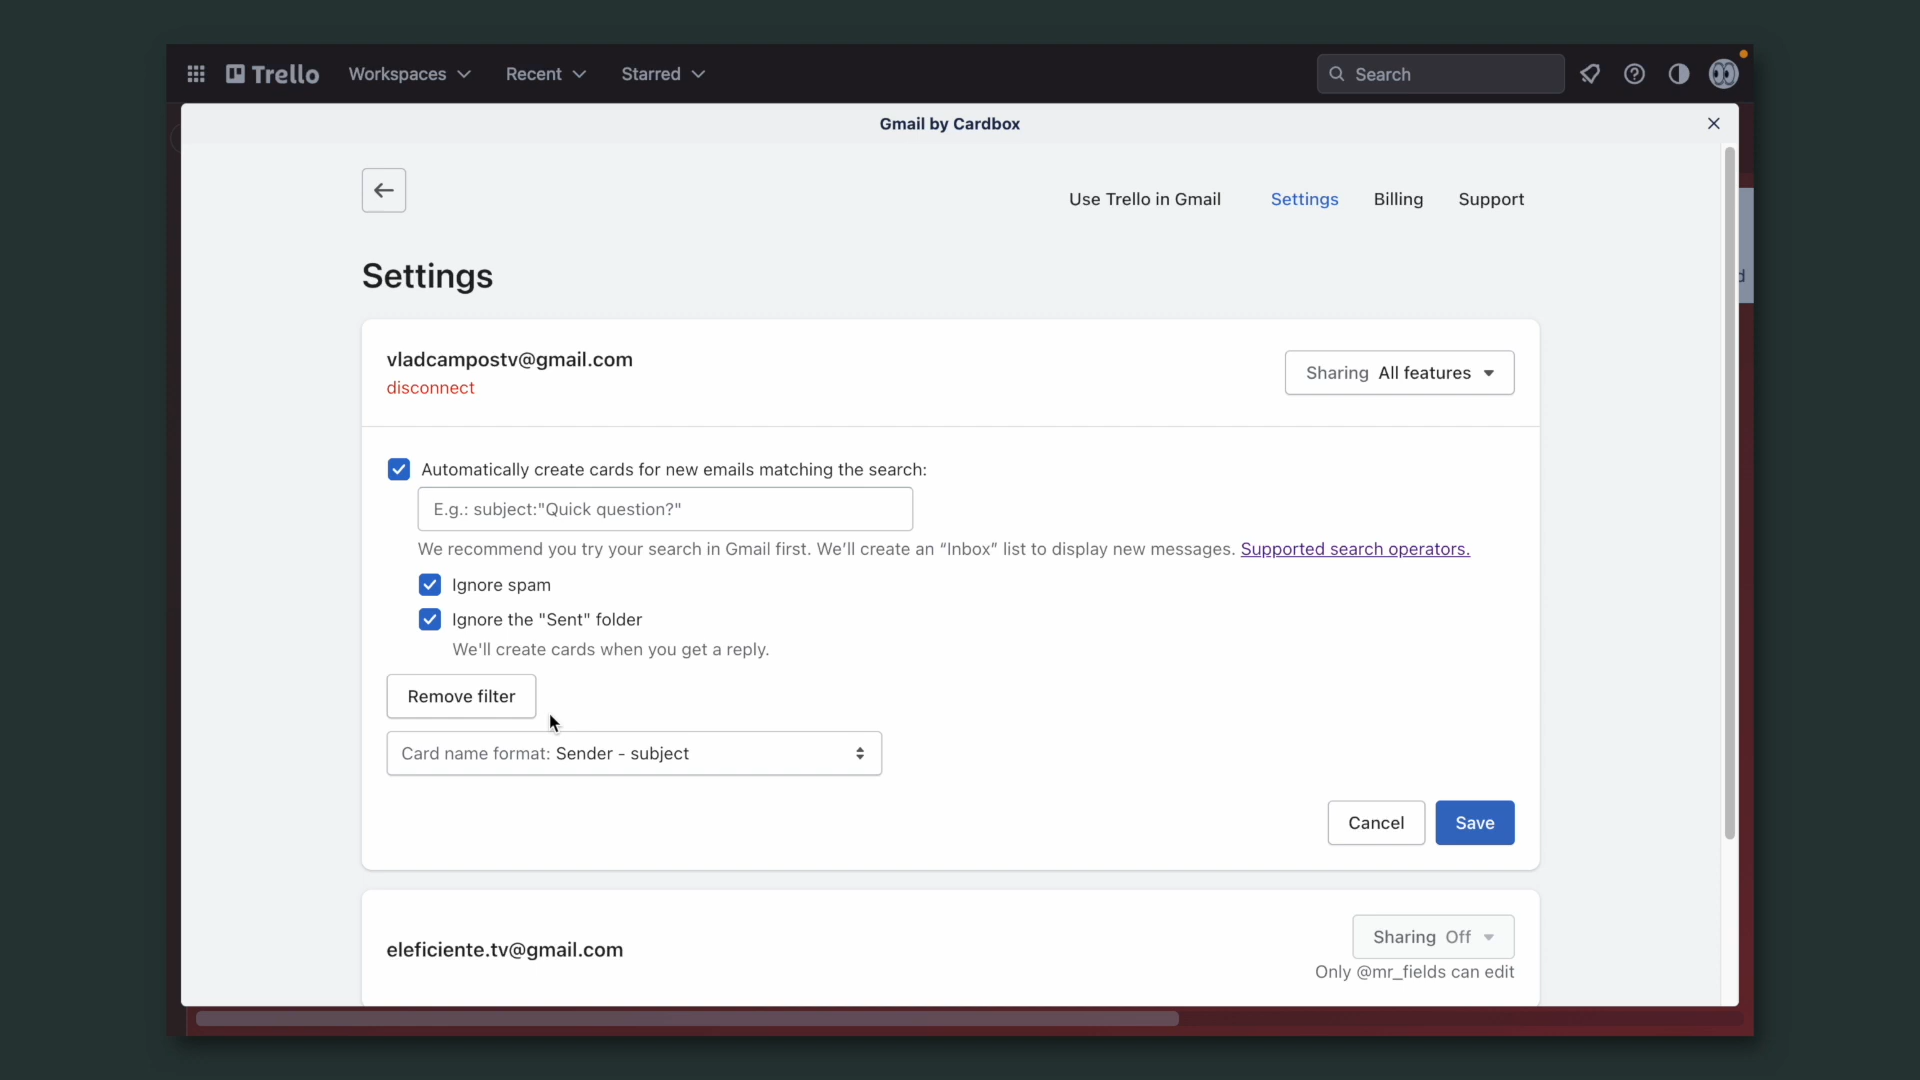 Trello Workspaces Recent Starred Search
Gmail by Cardbox
Use Trello in Gmail Settings Billing Support
Settings
vladcampostv@gmail.com
disconnect
Sharing All features
Automatically create cards for new emails matching the search:
E.g.: subject:"Quick question?"
We recommend you try your search in Gmail first. We’ll create an “Inbox” list to display new messages. Supported search operators.
Ignore spam
Ignore the "Sent" folder
We'll create cards when you get a reply.
Remove filter
Card name format: Sender - subject
Cancel Save
eleficiente.tv@gmail.com
Sharing Off
Only @mr_fields can edit